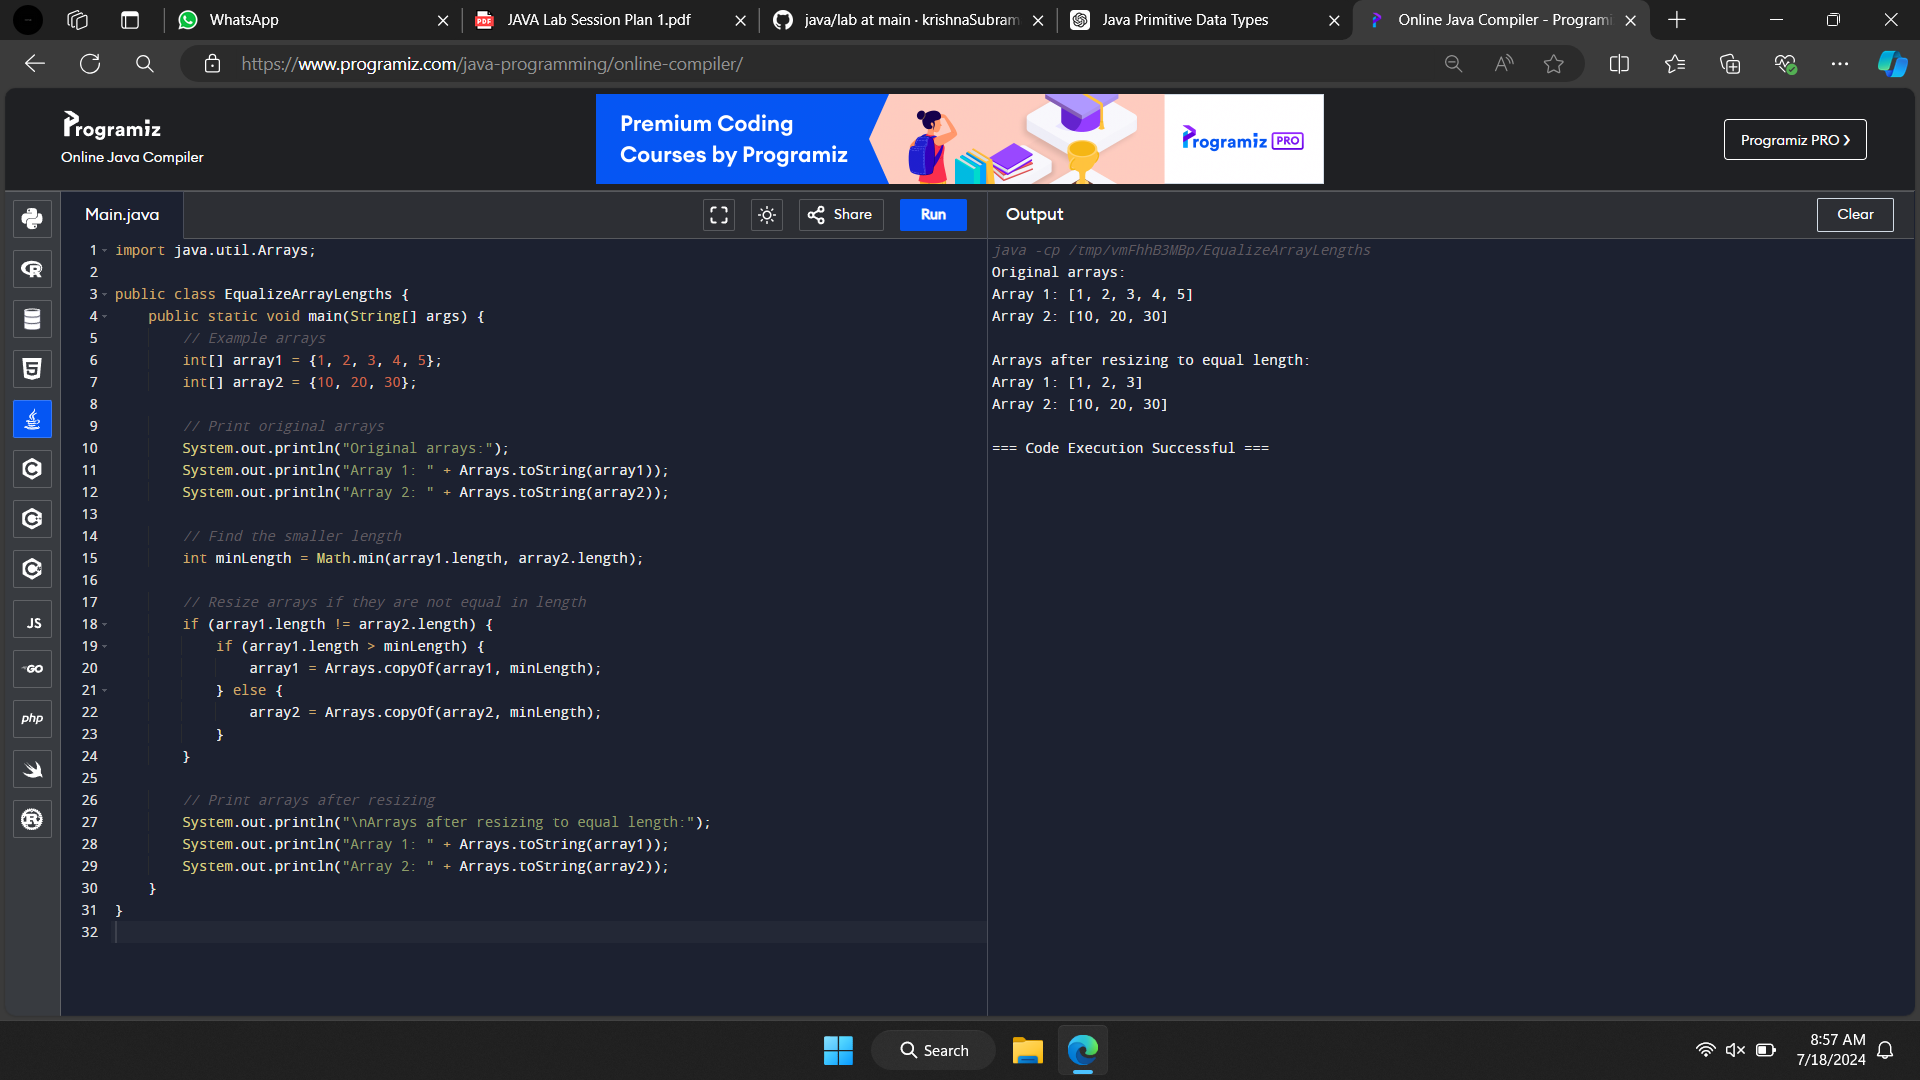 WhatsApp
JAVA Lab Session Plan 1.pdf
java/lab at main · krishnaSubram
Java Primitive Data Types
Online Java Compiler - Programi
https://www.programiz.com/java-programming/online-compiler/
Programiz
Online Java Compiler
Premium Coding
Courses by Programiz
Programiz PRO
Programiz PRO ›
Main.java
Share
Run
Output
Clear
1 import java.util.Arrays;
2
3 public class EqualizeArrayLengths {
4     public static void main(String[] args) {
5         // Example arrays
6         int[] array1 = {1, 2, 3, 4, 5};
7         int[] array2 = {10, 20, 30};
8
9         // Print original arrays
10         System.out.println("Original arrays:");
11         System.out.println("Array 1: " + Arrays.toString(array1));
12         System.out.println("Array 2: " + Arrays.toString(array2));
13
14         // Find the smaller length
15         int minLength = Math.min(array1.length, array2.length);
16
17         // Resize arrays if they are not equal in length
18         if (array1.length != array2.length) {
19             if (array1.length > minLength) {
20                 array1 = Arrays.copyOf(array1, minLength);
21             } else {
22                 array2 = Arrays.copyOf(array2, minLength);
23             }
24         }
25
26         // Print arrays after resizing
27         System.out.println("\nArrays after resizing to equal length:");
28         System.out.println("Array 1: " + Arrays.toString(array1));
29         System.out.println("Array 2: " + Arrays.toString(array2));
30     }
31 }
32
java -cp /tmp/vmFhhB3MBp/EqualizeArrayLengths
Original arrays:
Array 1: [1, 2, 3, 4, 5]
Array 2: [10, 20, 30]
Arrays after resizing to equal length:
Array 1: [1, 2, 3]
Array 2: [10, 20, 30]
=== Code Execution Successful ===
JS
GO
php
Search
8:57 AM
7/18/2024